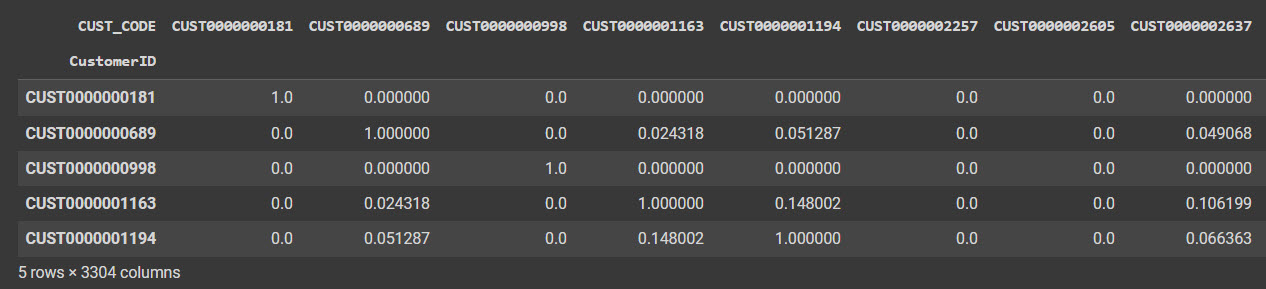 CUST_CODE CUST0000000181 CUST0000000689 CUST0000000998 CUST0000001163 CUST0000001194 CUST0000002257 CUST0000002605 CUST0000002637
CustomerID
CUST0000000181 1.0 0.000000 0.0 0.000000 0.000000 0.0 0.0 0.000000
CUST0000000689 0.0 1.000000 0.0 0.024318 0.051287 0.0 0.0 0.049068
CUST0000000998 0.0 0.000000 1.0 0.000000 0.000000 0.0 0.0 0.000000
CUST0000001163 0.0 0.024318 0.0 1.000000 0.148002 0.0 0.0 0.106199
CUST0000001194 0.0 0.051287 0.0 0.148002 1.000000 0.0 0.0 0.066363
5 rows × 3304 columns